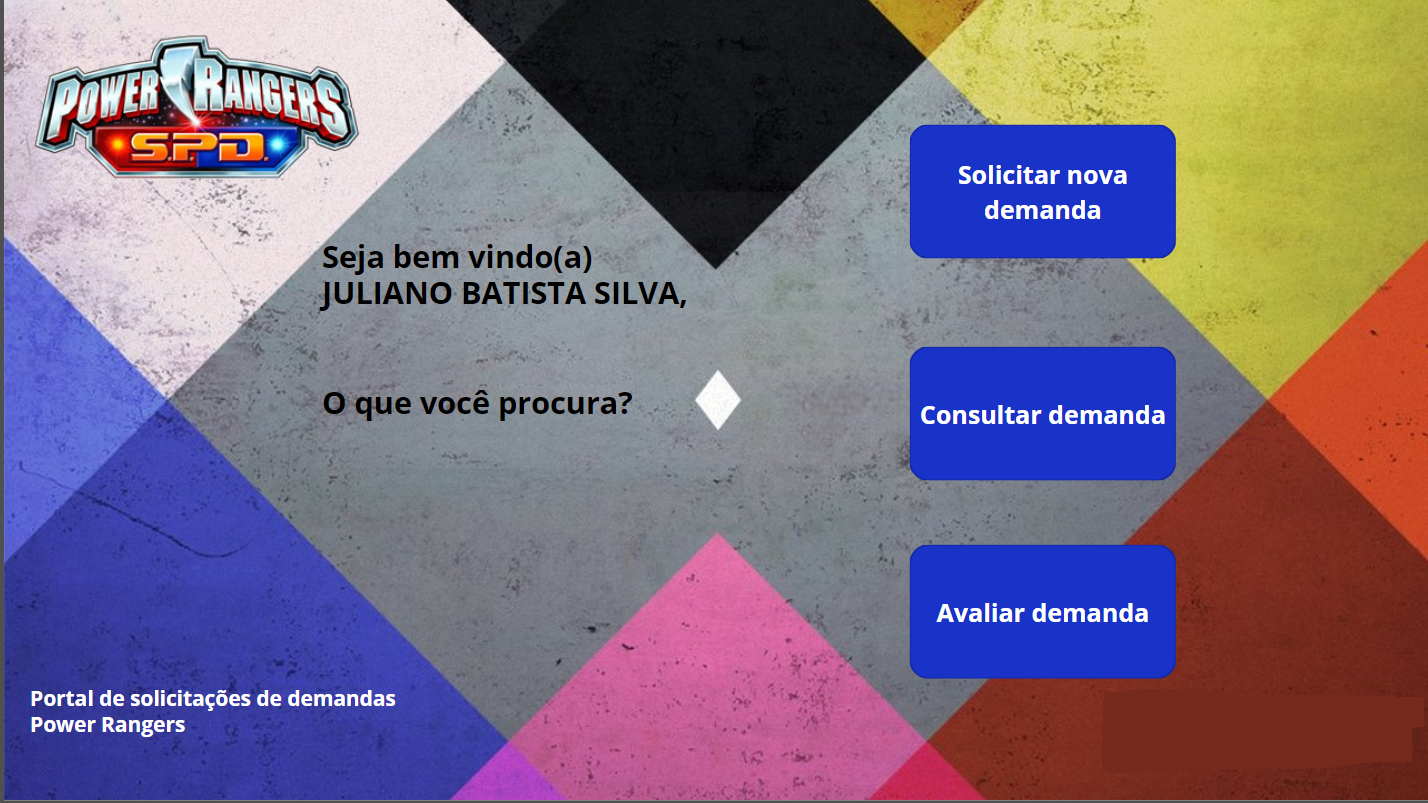 POWER RANGERS
S.P.D.
Seja bem vindo(a)
JULIANO BATISTA SILVA,
O que você procura?
Solicitar nova
demanda
Consultar demanda
Avaliar demanda
Portal de solicitações de demandas
Power Rangers